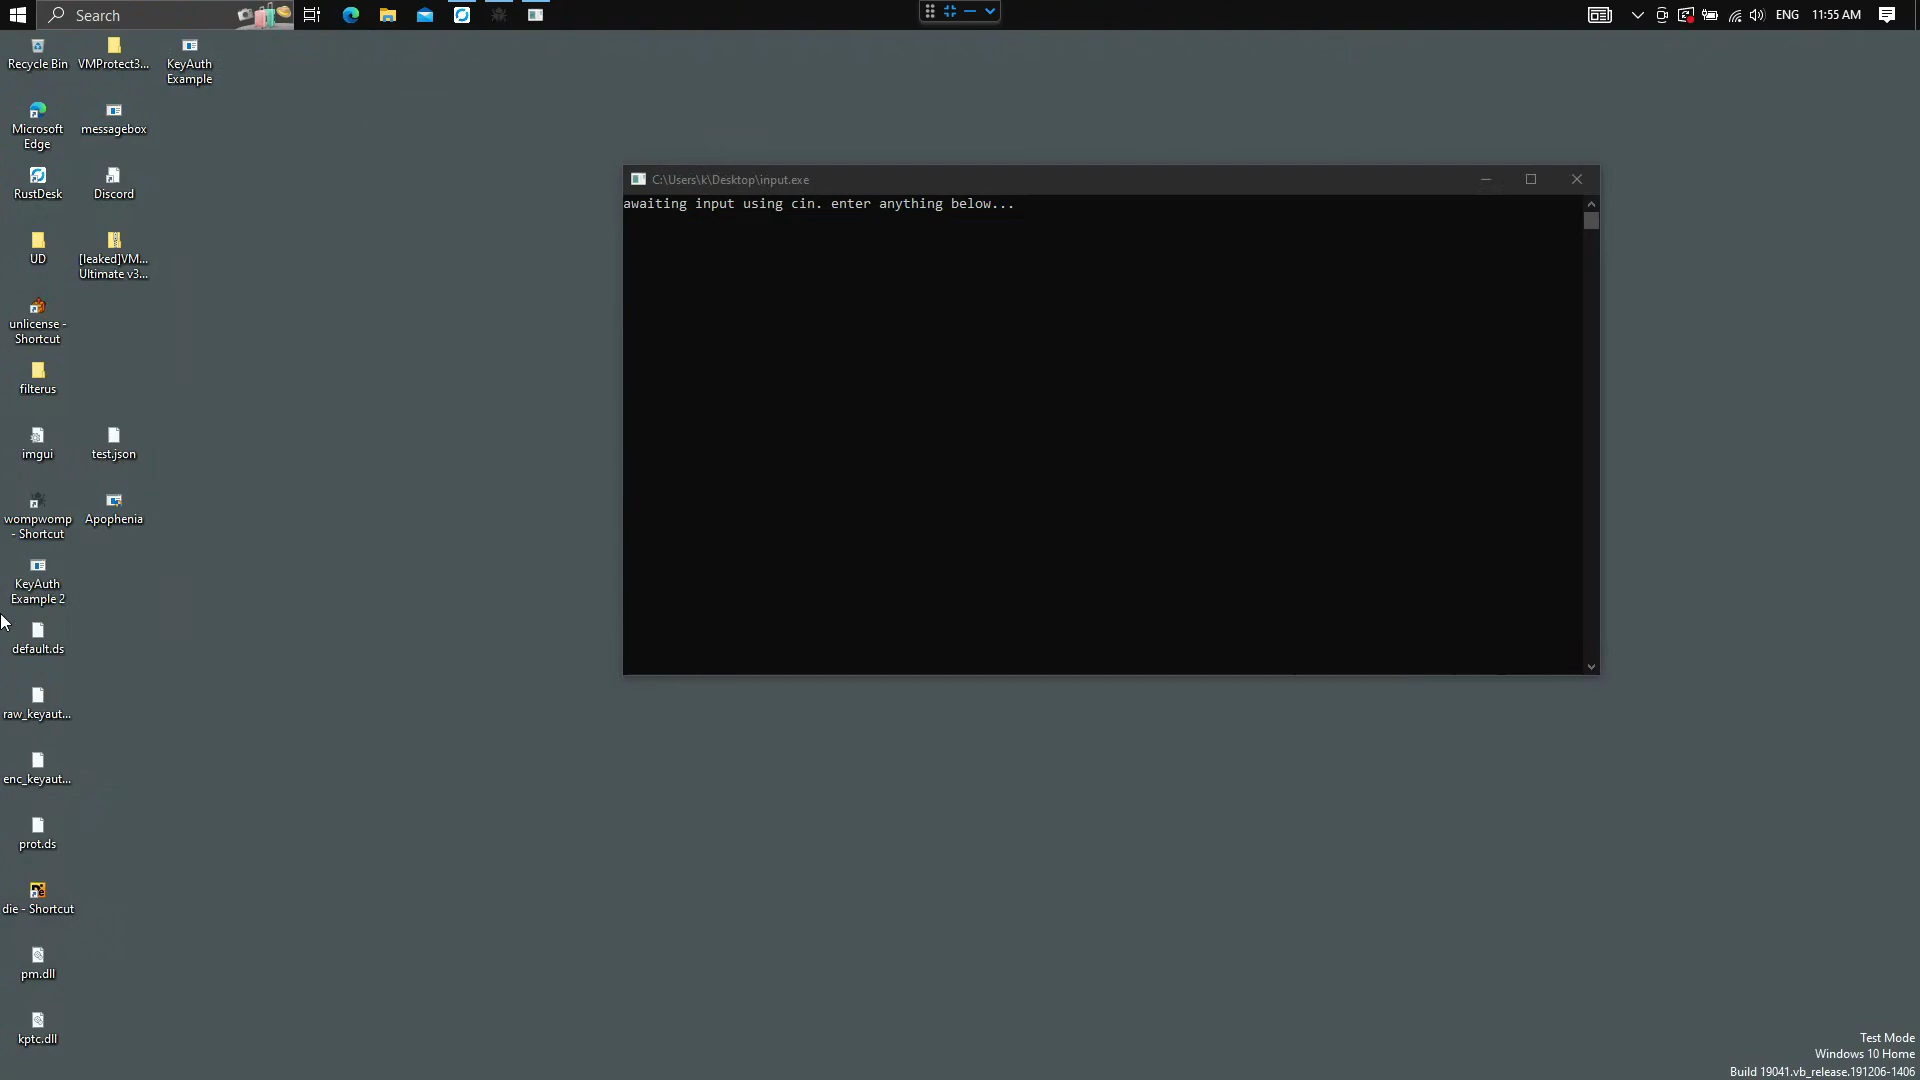 Search
ENG
11:55 AM
Recycle Bin
VMProtect3...
KeyAuth
Example
Microsoft
Edge
messagebox
RustDesk
Discord
UD
[leaked]VM...
Ultimate v3...
unlicense -
Shortcut
filterus
imgui
test.json
wompwomp
- Shortcut
Apophenia
KeyAuth
Example 2
default.ds
raw_keyaut...
enc_keyaut...
prot.ds
die - Shortcut
pm.dll
kptc.dll
C:\Users\k\Desktop\input.exe
awaiting input using cin. enter anything below...
Test Mode
Windows 10 Home
Build 19041.vb_release.191206-1406